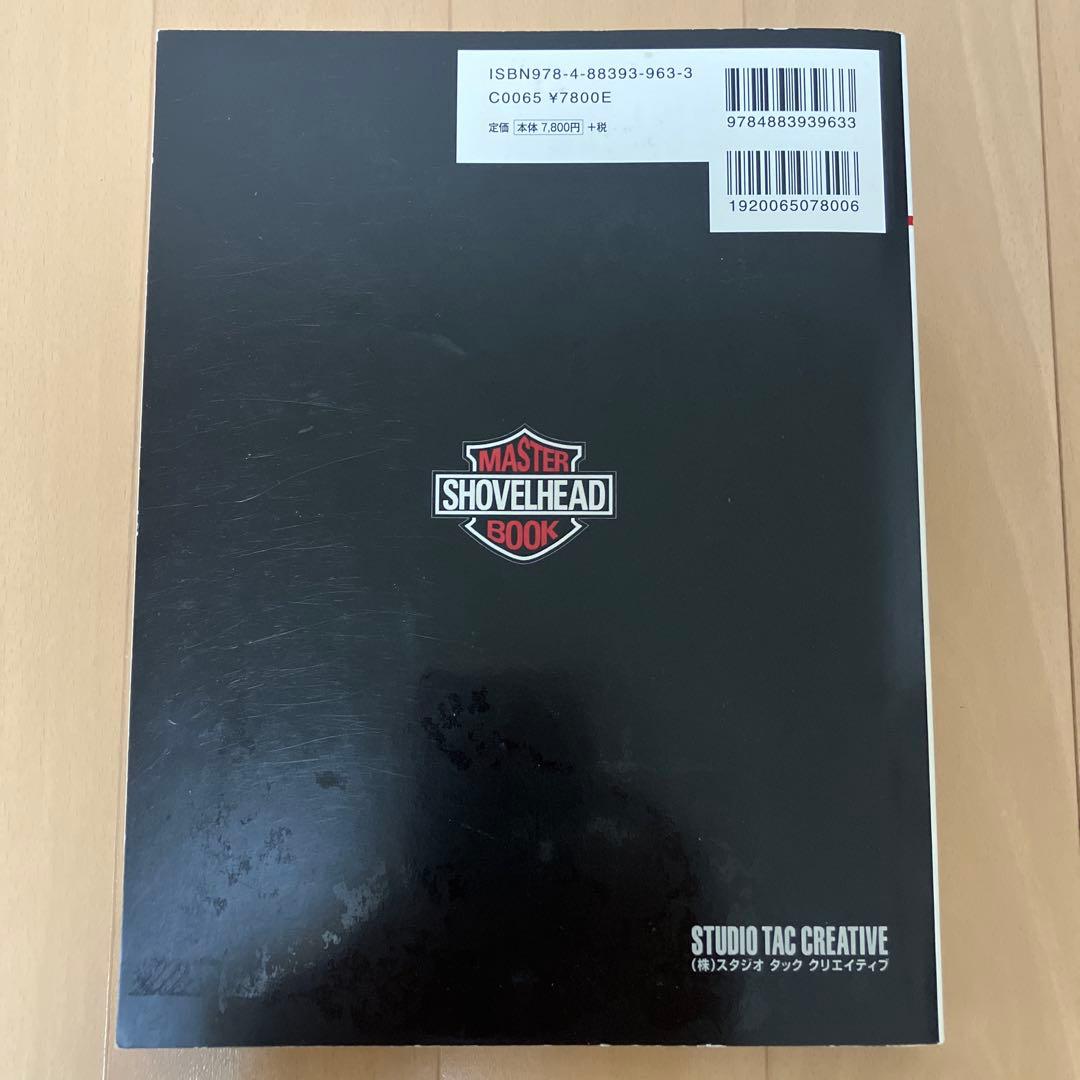 ISBN978-4-88393-963-3
C0065 ¥7800E
定価 本体 7,800円 +税
9784883939633
1920065078006
MASTER
SHOVELHEAD
BOOK
STUDIO TAC CREATIVE
(株)スタジオ タック クリエイティブ